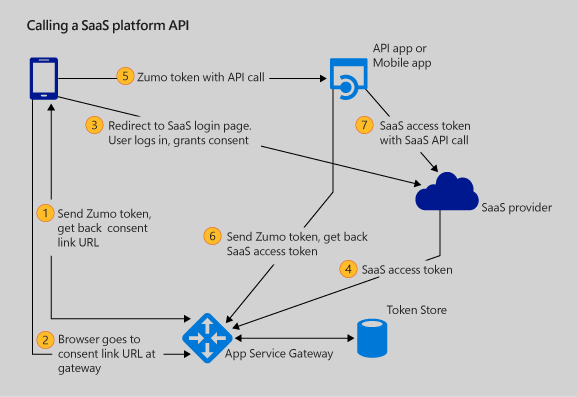 Calling a SaaS platform API
API app or
Mobile app
5 Zumo token with API call
3 Redirect to SaaS login page.
User logs in, grants consent
7 SaaS access token
with SaaS API call
1 Send Zumo token,
get back consent
link URL
SaaS provider
6 Send Zumo token, get back
SaaS access token
4 SaaS access token
Token Store
2 Browser goes to
consent link URL at
gateway
App Service Gateway